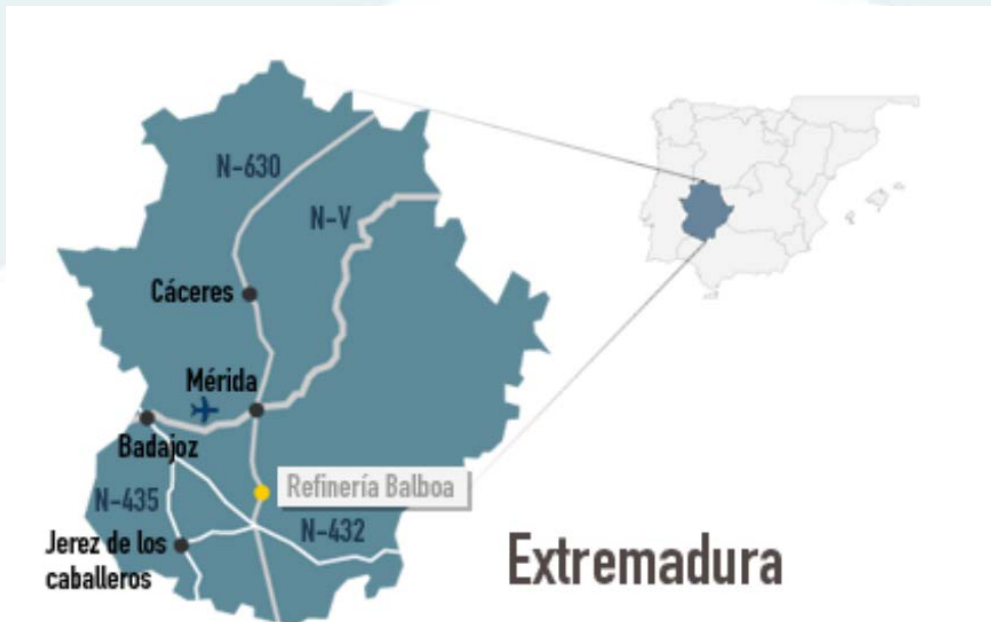 N-630
N-V
Cáceres
Mérida
Badajoz
Refinería Balboa
N-435
N-432
Jerez de los
caballeros
Extremadura